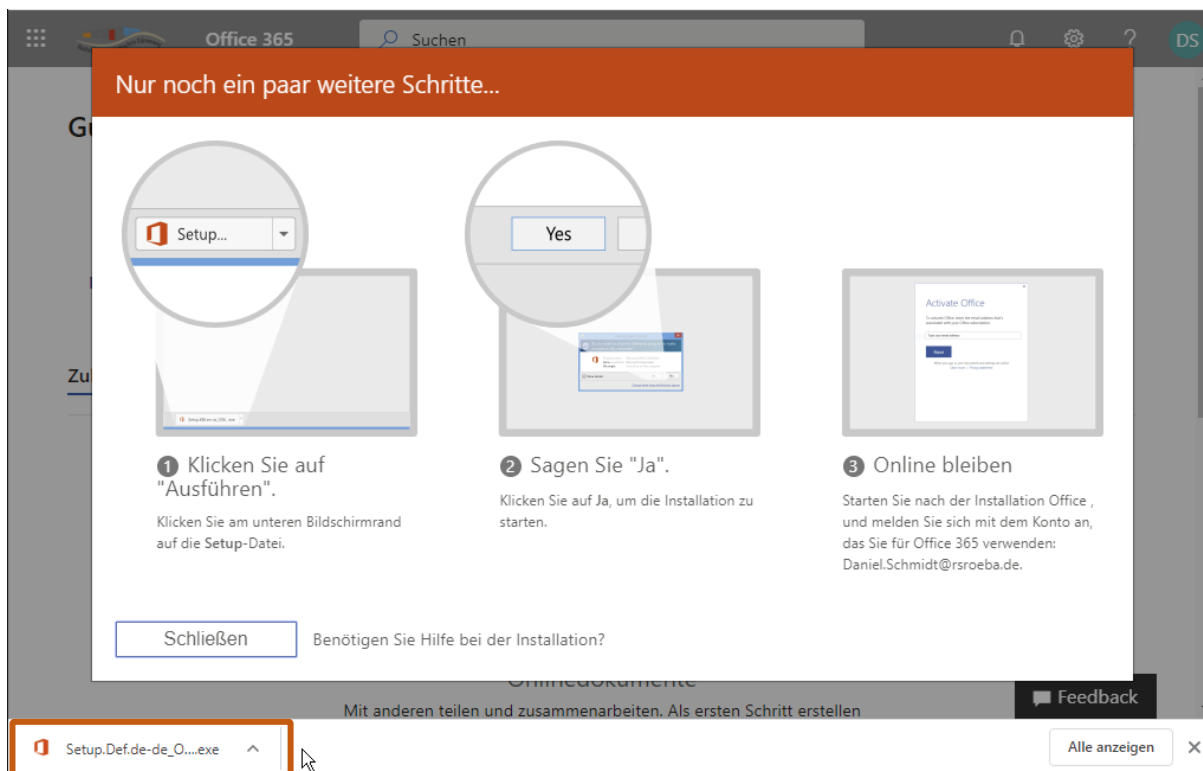 Office 365
Suchen
?
DS
Nur noch ein paar weitere Schritte...
Setup...
Yes
Activate Office
1 Klicken Sie auf
"Ausführen".
Klicken Sie am unteren Bildschirmrand
auf die Setup-Datei.
2 Sagen Sie "Ja".
Klicken Sie auf Ja, um die Installation zu
starten.
3 Online bleiben
Starten Sie nach der Installation Office ,
und melden Sie sich mit dem Konto an,
das Sie für Office 365 verwenden:
Daniel.Schmidt@rsroeba.de.
Schließen
Benötigen Sie Hilfe bei der Installation?
Onlinedokumente
Mit anderen teilen und zusammenarbeiten. Als ersten Schritt erstellen
Feedback
Setup.Def.de-de_O....exe
Alle anzeigen